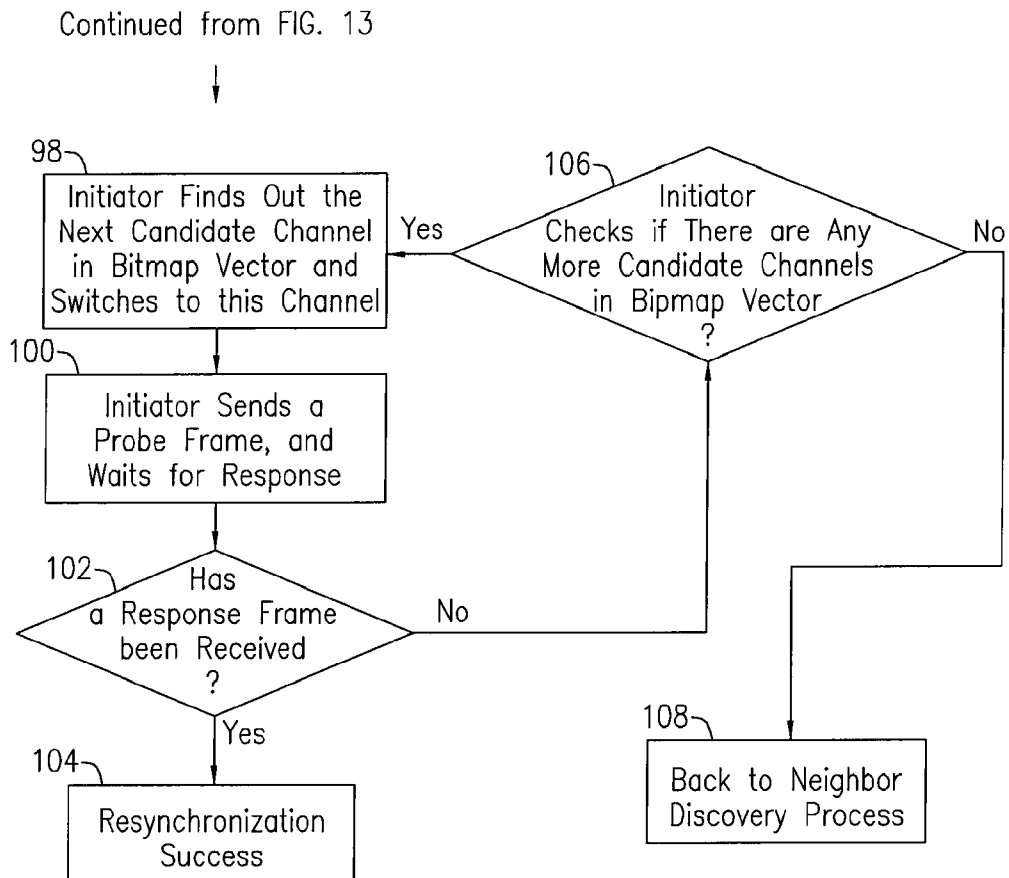 Continued from FIG. 13
98
Initiator Finds Out the
Next Candidate Channel
in Bitmap Vector and
Switches to this Channel
Yes
106
Initiator
Checks if There are Any
More Candidate Channels
in Bipmap Vector
?
No
100
Initiator Sends a
Probe Frame, and
Waits for Response
102
Has
a Response Frame
been Received
?
No
Yes
104
Resynchronization
Success
108
Back to Neighbor
Discovery Process